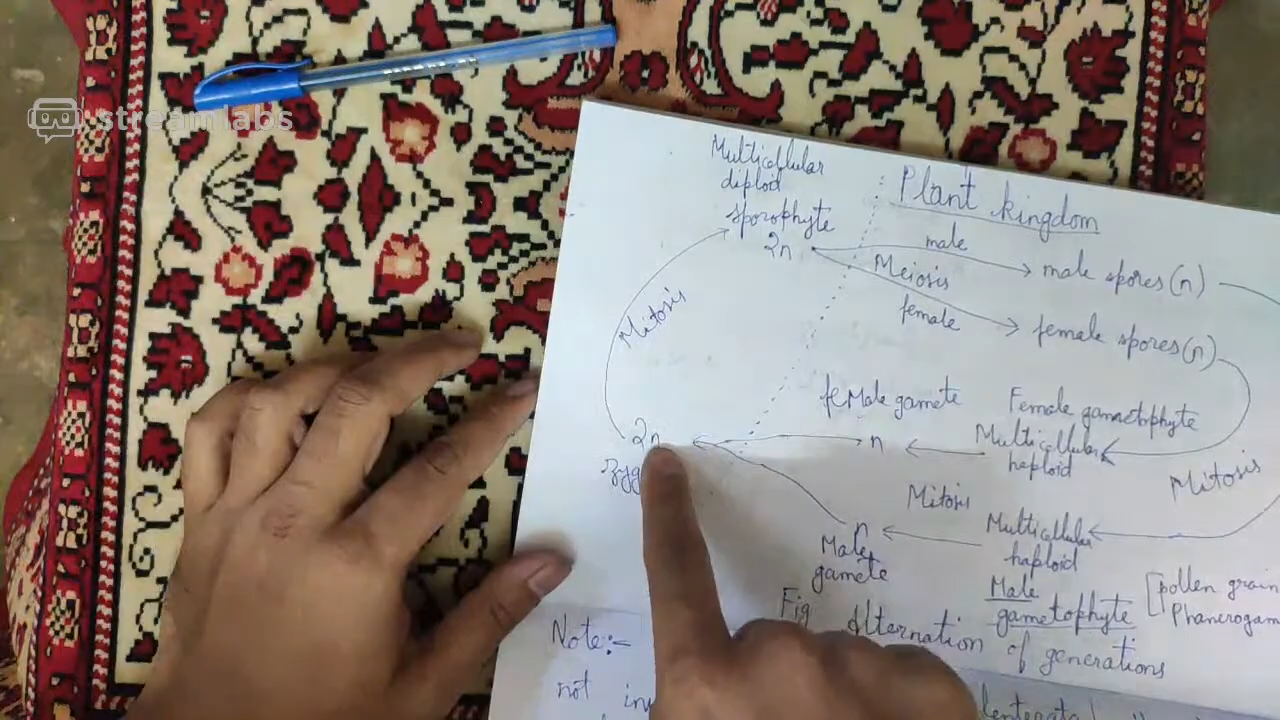 streamlabs
Multicellular
diploid
sporophyte
2n
Plant kingdom
male
male spores (n)
Meiosis
female
female spores (n)
Mitosis
feMale gamete
Female gamaetophyte
2n
n
Multicellular
haploid
Mitosis
Mitosis
n
Multicellular
haploid
Male
gamete
Male
gametophyte
[pollen grain
Phanerogam
Fig
Alternation of generations
Note:-
not